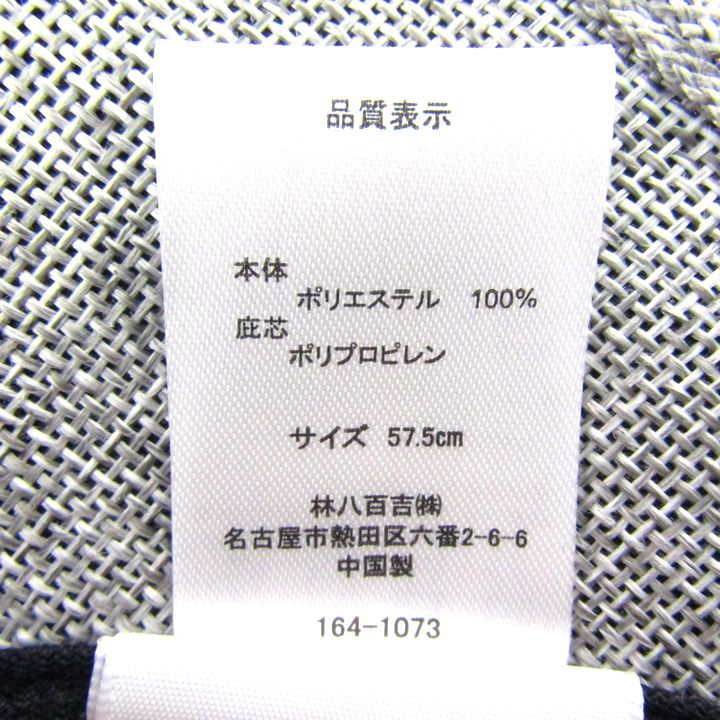 品質表示
本体
ポリエステル 100%
庇芯
ポリプロピレン
サイズ 57.5cm
林八百吉㈱
名古屋市熱田区六番2-6-6
中国製
164-1073